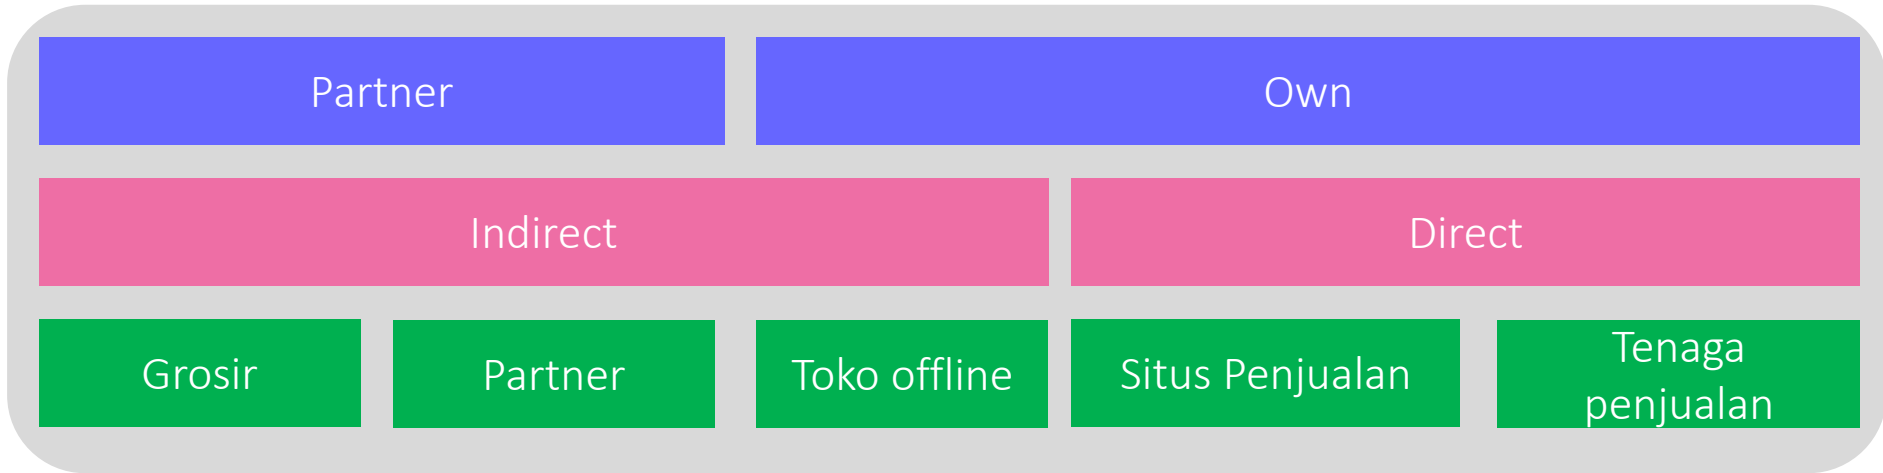 Partner
Own
Indirect
Direct
Grosir
Partner
Toko offline
Situs Penjualan
Tenaga
penjualan